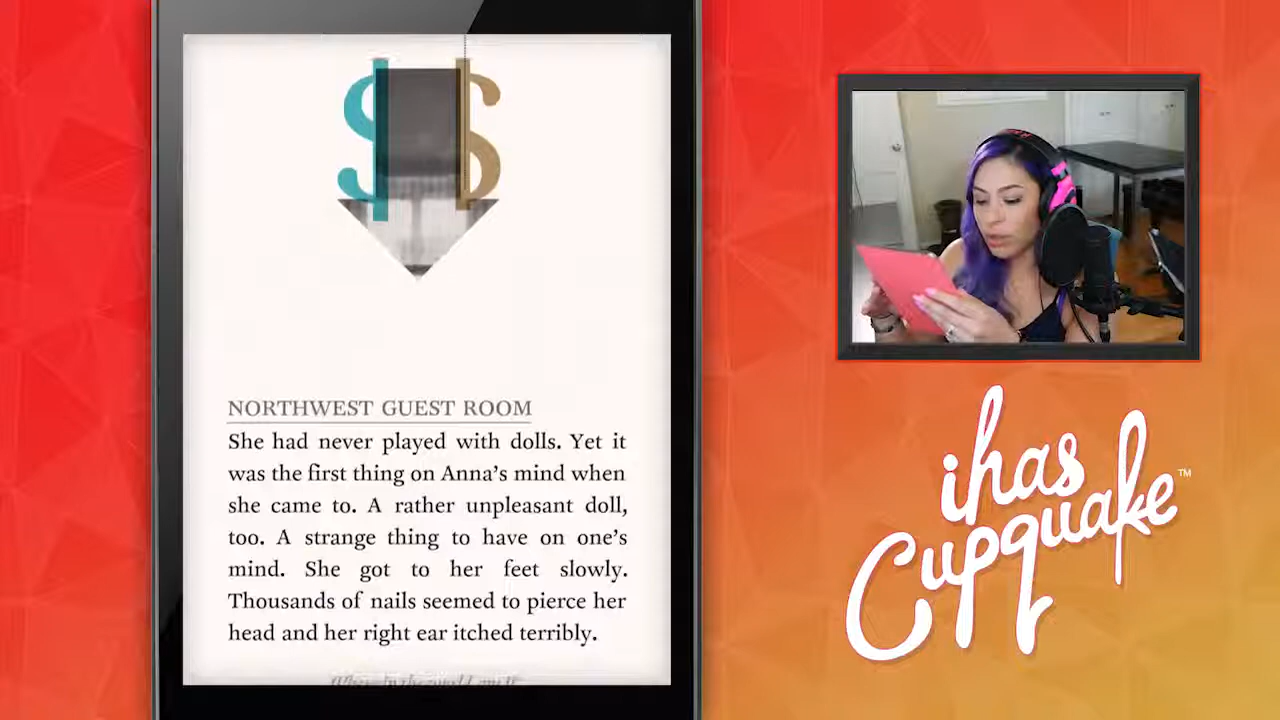 $ $
NORTHWEST GUEST ROOM
She had never played with dolls. Yet it
was the first thing on Anna's mind when
she came to. A rather unpleasant doll,
too. A strange thing to have on one's
mind. She got to her feet slowly.
Thousands of nails seemed to pierce her
head and her right ear itched terribly.
ihas
Cupquake™